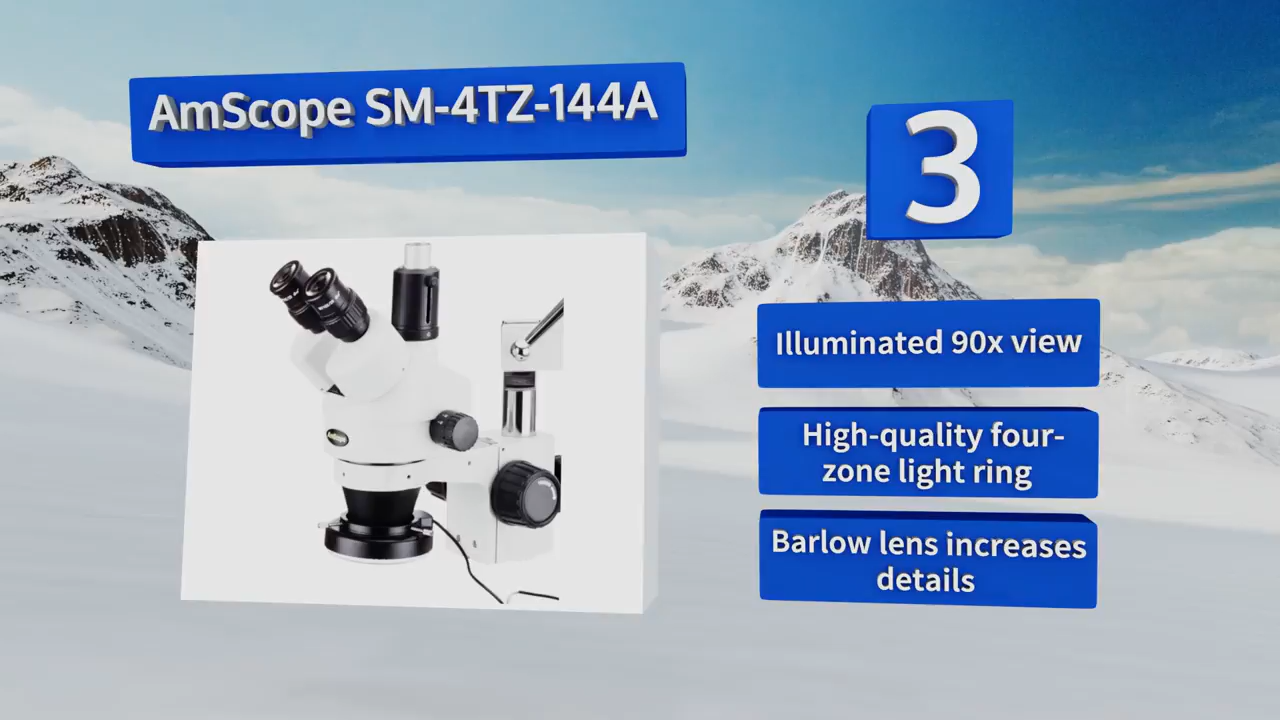 AmScope SM-4TZ-144A
3
Illuminated 90x view
High-quality four-
zone light ring
Barlow lens increases
details